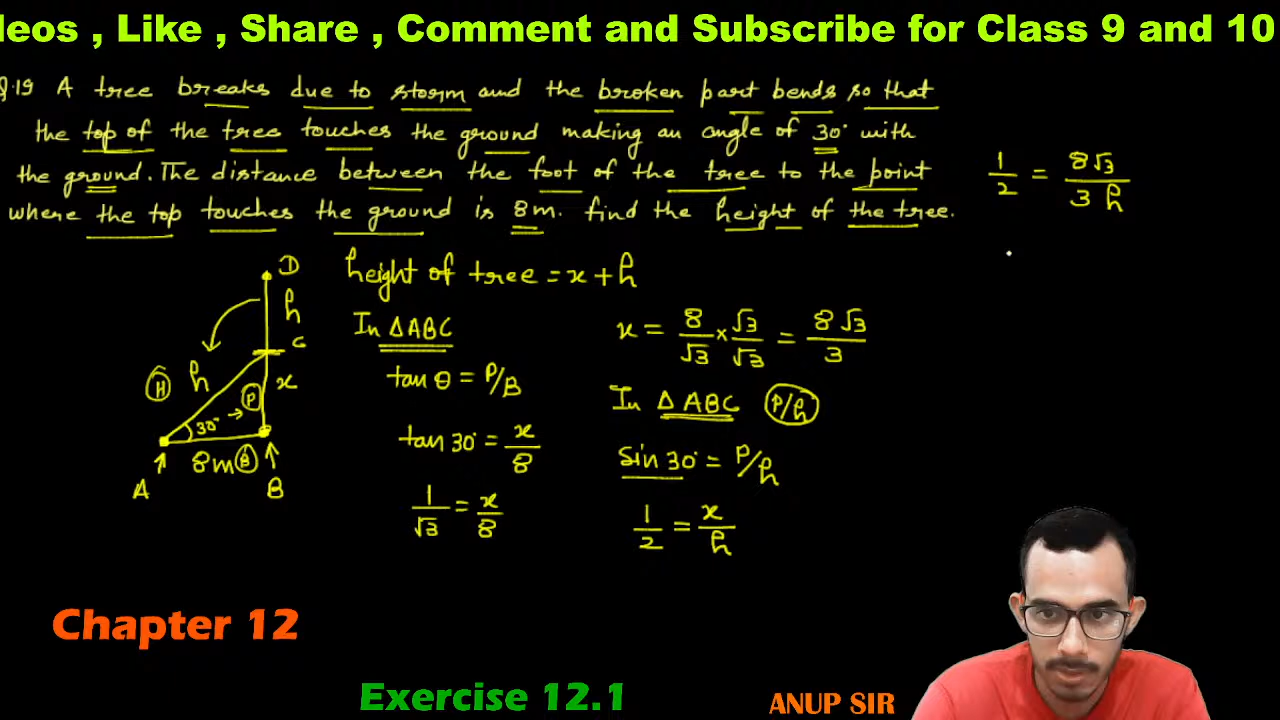 deos , Like , Share , Comment and Subscribe for Class 9 and 10
Q.19 A tree breaks due to storm and the broken part bends so that
the top of the tree touches the ground making an angle of 30° with
the ground. The distance between the foot of the tree to the point
where the top touches the ground is 8m. find the height of the tree.
1/2 = 8√3/3h
D
h
C
H h
x
P
30°
8m B
A B
height of tree = x + h
In △ABC
tan θ = P/B
tan 30° = x/8
1/√3 = x/8
x = 8/√3 × √3/√3 = 8√3/3
In △ABC P/h
sin 30° = P/h
1/2 = x/h
Chapter 12
Exercise 12.1
ANUP SIR